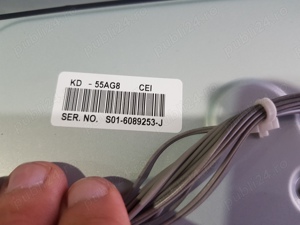 KD - 55AG8 CEI
SER. NO. S01-6089253-J